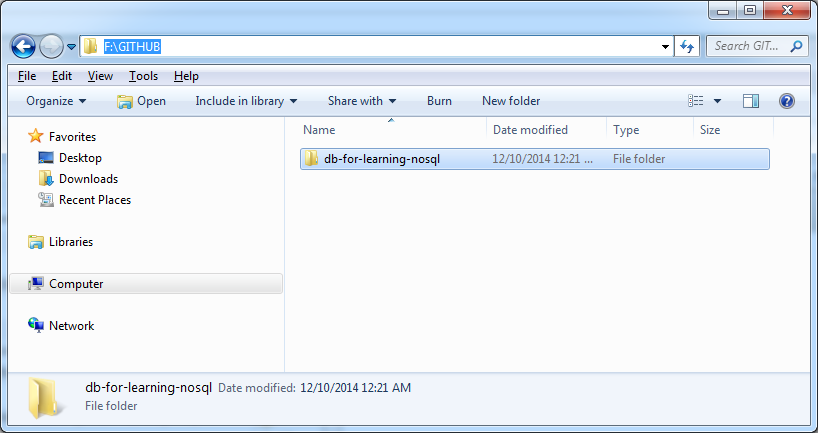 F:\GITHUB
Search GIT...
File Edit View Tools Help
Organize Open Include in library Share with Burn New folder
Favorites
Desktop
Downloads
Recent Places
Libraries
Computer
Network
Name Date modified Type Size
db-for-learning-nosql 12/10/2014 12:21 ... File folder
db-for-learning-nosql Date modified: 12/10/2014 12:21 AM
File folder